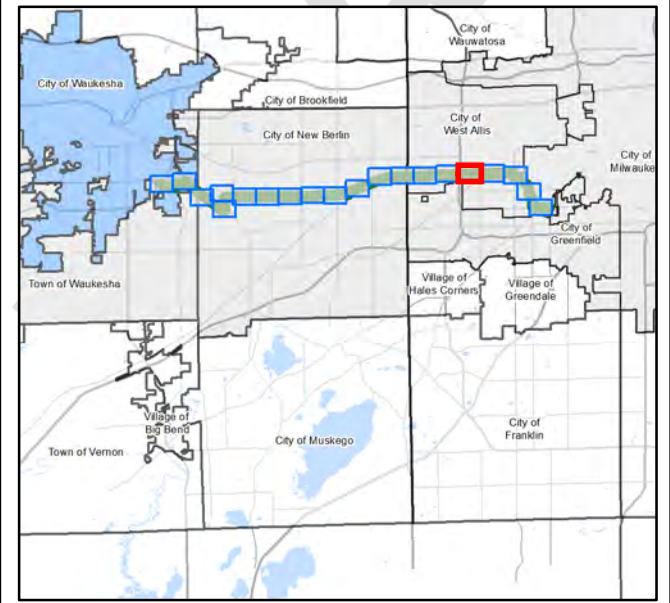 City of
Wauwatosa
City of Waukesha
City of Brookfield
City of
West Allis
City of New Berlin
City of
Milwauke
City of
Greenfield
Town of Waukesha
Village of
Hales Corners
Village of
Greendale
Village of
Big Bend
City of
Franklin
City of Muskego
Town of Vernon